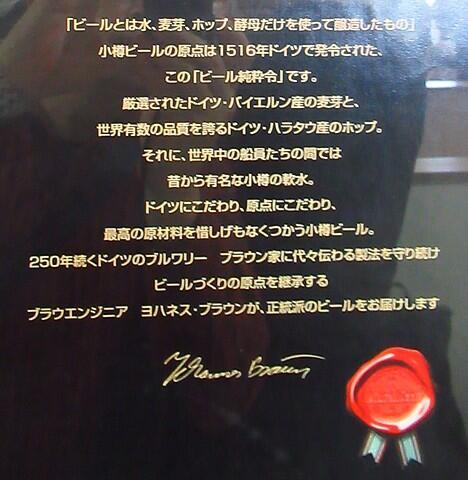 「ビールとは水、麦芽、ホップ、酵母だけを使って醸造したもの」
小樽ビールの原点は1516年ドイツで発令された、
この「ビール純粋令」です。
厳選されたドイツ・バイエルン産の麦芽と、
世界有数の品質を誇るドイツ・ハラタウ産のホップ。
それに、世界中の船員たちの間では
昔から有名な小樽の軟水。
ドイツにこだわり、原点にこだわり、
最高の原材料を惜しげもなくつかう小樽ビール。
250年続くドイツのブルワリー　ブラウン家に代々伝わる製法を守り続け
ビールづくりの原点を継承する
ブラウエンジニア　ヨハネス・ブラウンが、正統派のビールをお届けします
Johannes Braun